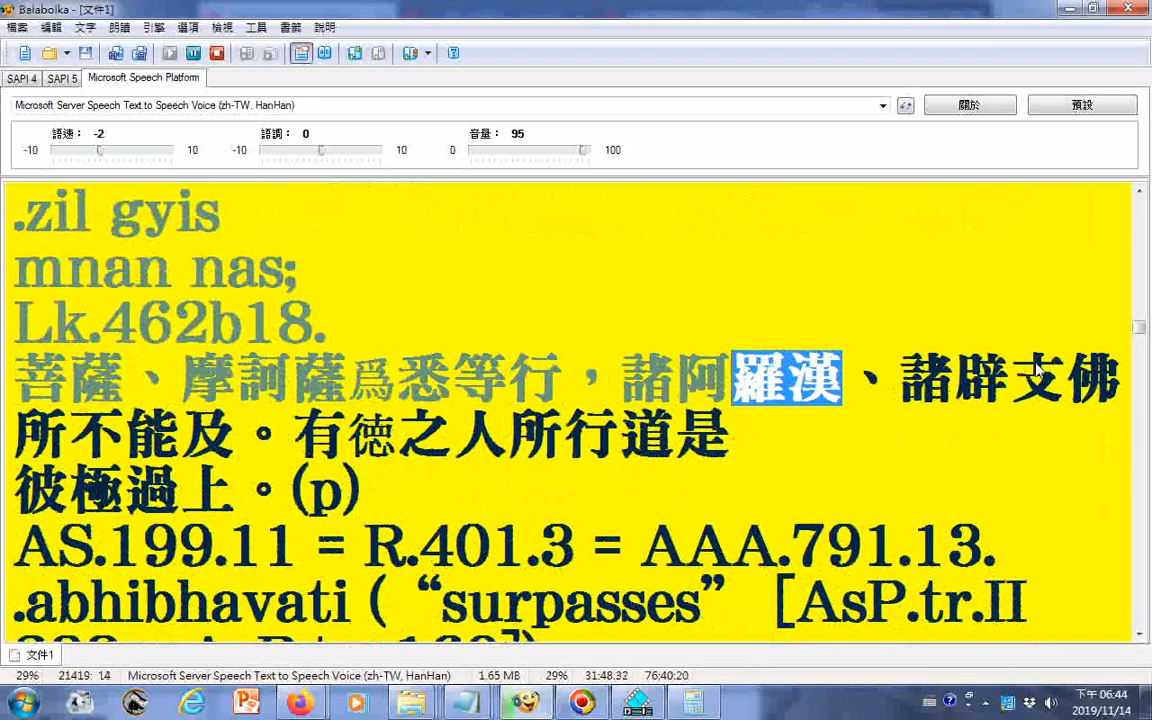 Balabolka - [文件1]
檔案 編輯 文字 朗讀 引擎 選項 檢視 工具 書籤 說明
SAPI 4 SAPI 5 Microsoft Speech Platform
Microsoft Server Speech Text to Speech Voice (zh-TW, HanHan) 關於 預設
語速： -2 語調： 0 音量： 95
-10 10 -10 10 0 100
.zil gyis
mnan nas;
Lk.462b18.
菩薩、摩訶薩爲悉等行，諸阿羅漢、諸辟支佛
所不能及。有徳之人所行道是
彼極過上。(p)
AS.199.11 = R.401.3 = AAA.791.13.
.abhibhavati (“surpasses” [AsP.tr.II
文件1
29% 21419: 14 Microsoft Server Speech Text to Speech Voice (zh-TW, HanHan) 1.65 MB 29% 31:48.32 76:40:20
下午 06:44
2019/11/14